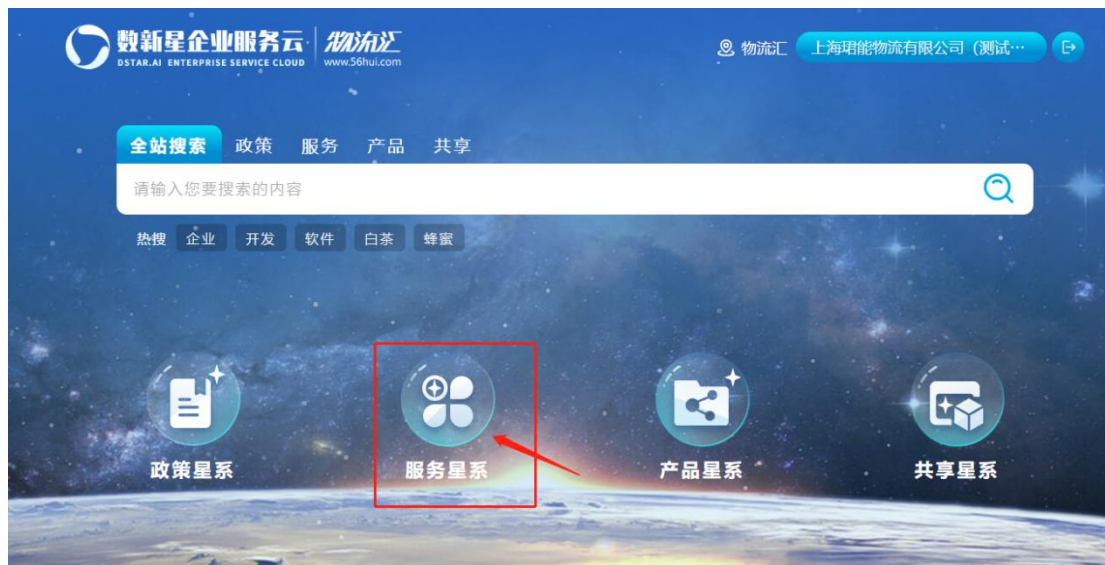 数新星企业服务云
DSTAR.AI ENTERPRISE SERVICE CLOUD
物流汇
www.56hui.com
物流汇
上海珺能物流有限公司（测试…
全站搜索 政策 服务 产品 共享
请输入您要搜索的内容
热搜 企业 开发 软件 白茶 蜂蜜
政策星系 服务星系 产品星系 共享星系